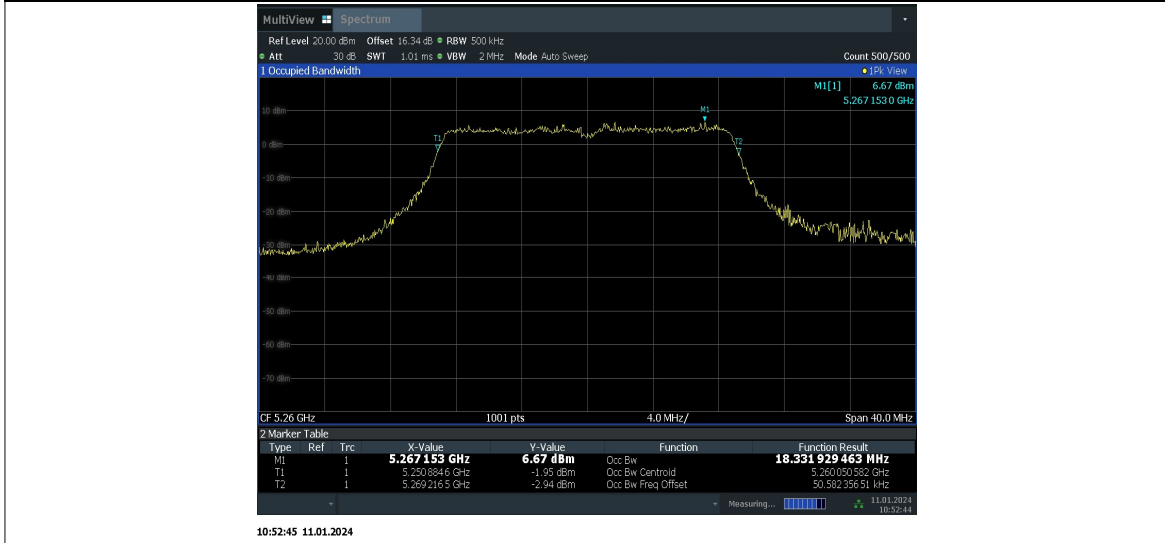 MultiView Spectrum
Ref Level 20.00 dBm Offset 16.34 dB RBW 500 kHz
Att 30 dB SWT 1.01 ms VBW 2 MHz Mode Auto Sweep Count 500/500
1 Occupied Bandwidth 1Pk View
M1[1] 6.67 dBm
5.267 153 0 GHz
10 dBm
M1
T1
T2
0 dBm
-10 dBm
-20 dBm
-30 dBm
-40 dBm
-50 dBm
-60 dBm
-70 dBm
CF 5.26 GHz 1001 pts 4.0 MHz/ Span 40.0 MHz
2 Marker Table
Type Ref Trc X-Value Y-Value Function Function Result
M1 1 5.267 153 GHz 6.67 dBm Occ Bw 18.331 929 463 MHz
T1 1 5.250 884 6 GHz -1.95 dBm Occ Bw Centroid 5.260 050 582 GHz
T2 1 5.269 216 5 GHz -2.94 dBm Occ Bw Freq Offset 50.582 356 51 kHz
Measuring... 11.01.2024
10:52:44
10:52:45 11.01.2024